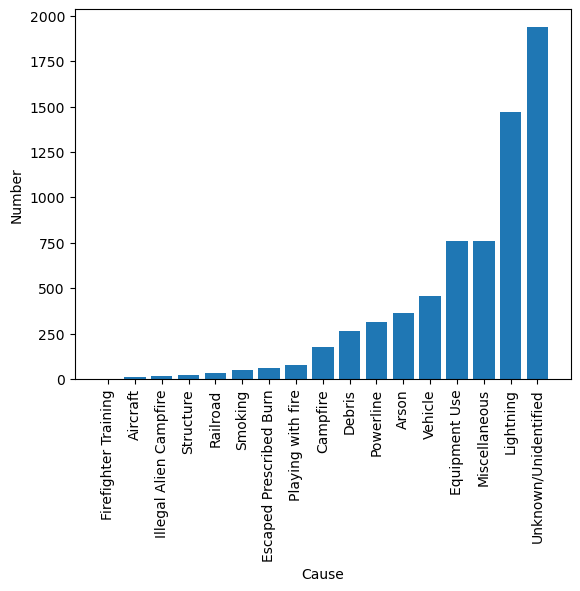 2000
1750
1500
1250
1000
750
500
250
0
Number
Firefighter Training
Aircraft
Illegal Alien Campfire
Structure
Railroad
Smoking
Escaped Prescribed Burn
Playing with fire
Campfire
Debris
Powerline
Arson
Vehicle
Equipment Use
Miscellaneous
Lightning
Unknown/Unidentified
Cause